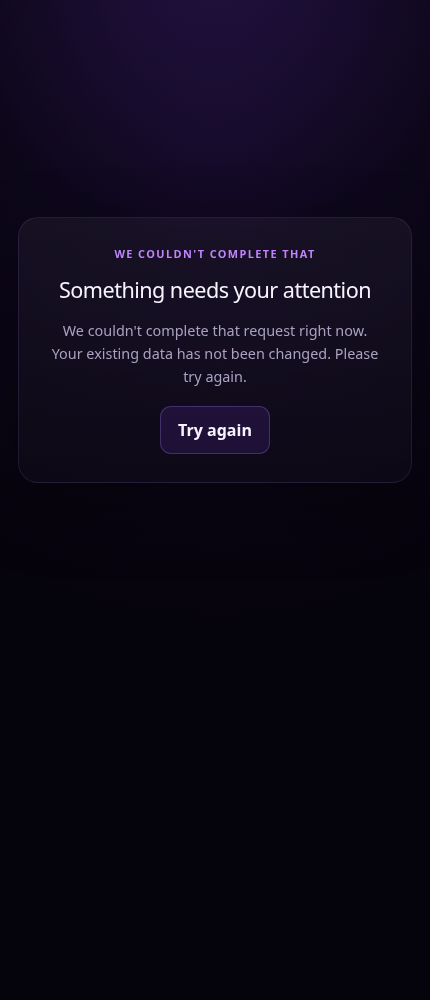 WE COULDN'T COMPLETE THAT
Something needs your attention
We couldn't complete that request right now.
Your existing data has not been changed. Please
try again.
Try again